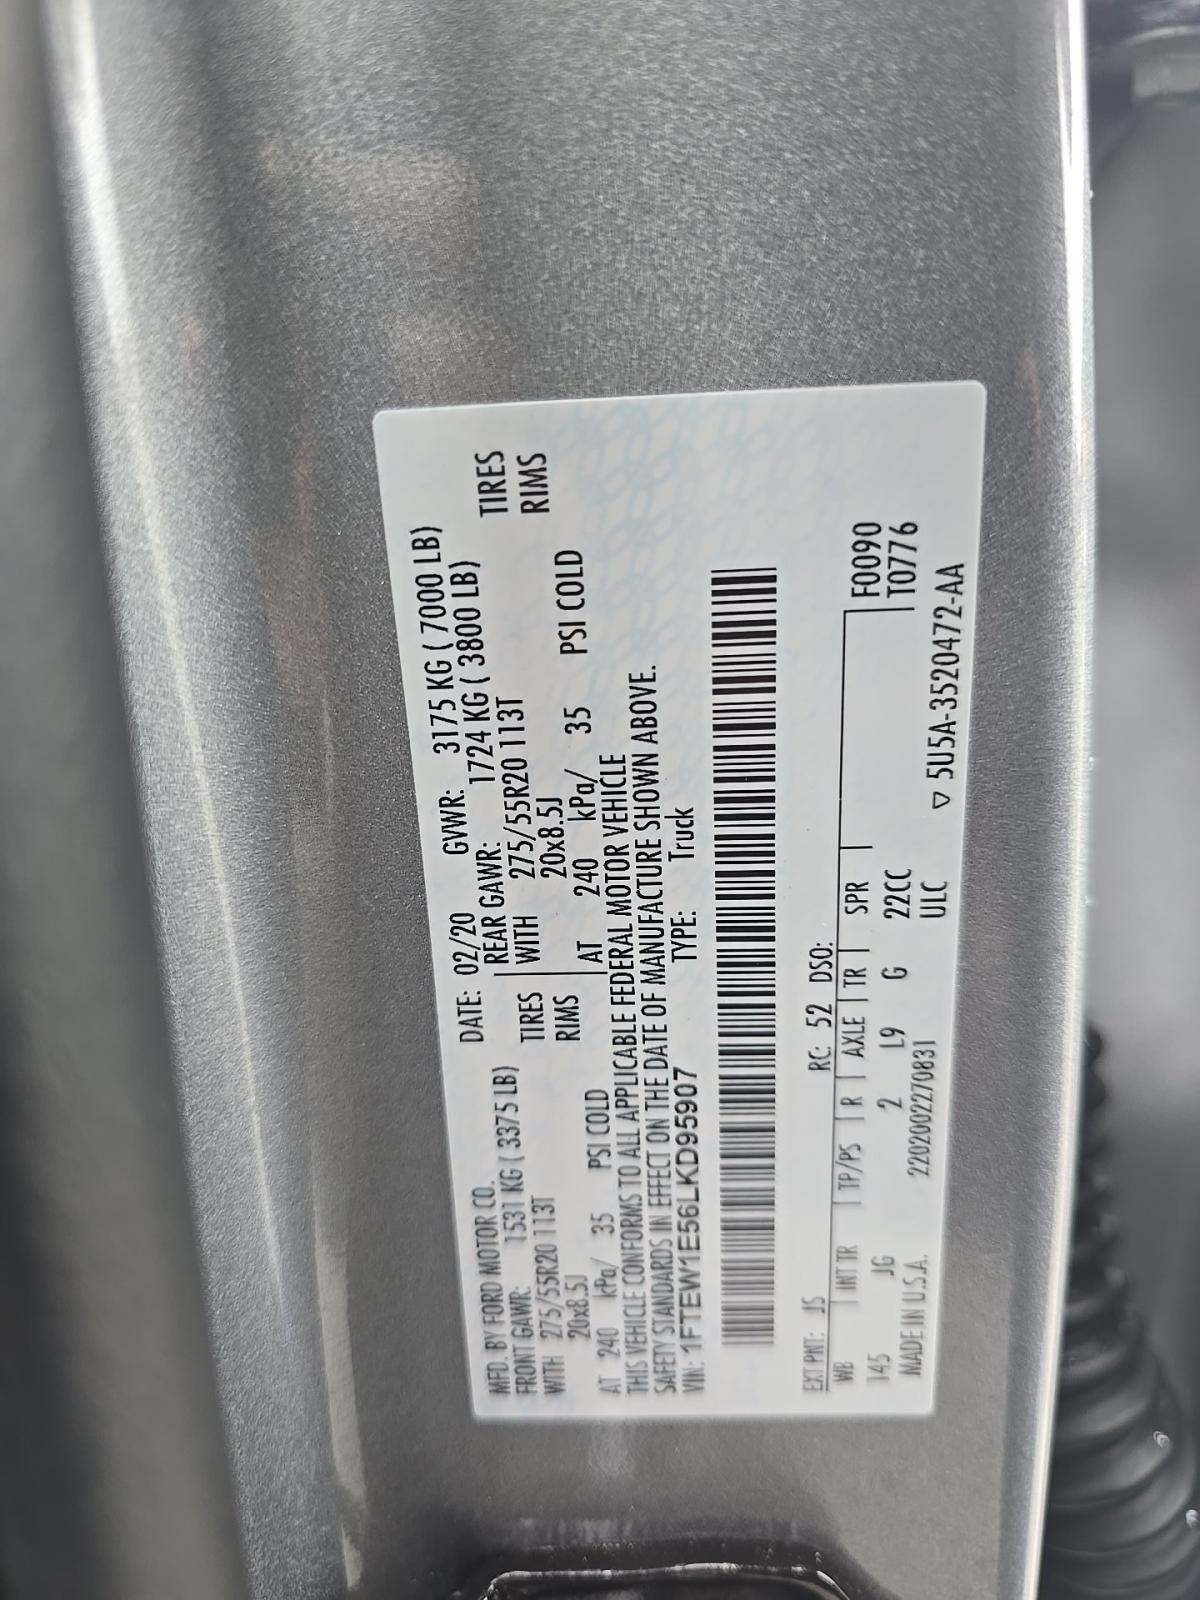 MFD. BY FORD MOTOR CO.
DATE: 02/20 GVWR: 3175 KG ( 7000 LB)
FRONT GAWR: 1531 KG ( 3375 LB) REAR GAWR: 1724 KG ( 3800 LB)
WITH 275/55R20 113T TIRES WITH 275/55R20 113T TIRES
20x8.5J RIMS 20x8.5J RIMS
AT 240 kPa/ 35 PSI COLD AT 240 kPa/ 35 PSI COLD
THIS VEHICLE CONFORMS TO ALL APPLICABLE FEDERAL MOTOR VEHICLE
SAFETY STANDARDS IN EFFECT ON THE DATE OF MANUFACTURE SHOWN ABOVE.
VIN: 1FTEW1E56LKD95907 TYPE: Truck
EXT PNT: JS RC: 52 DSO:
WB INT TR TP/PS R AXLE TR SPR F0090
145 JG 2 L9 G 22CC T0776
MADE IN U.S.A. 2202002270831 ULC ▽ 5U5A-3520472-AA